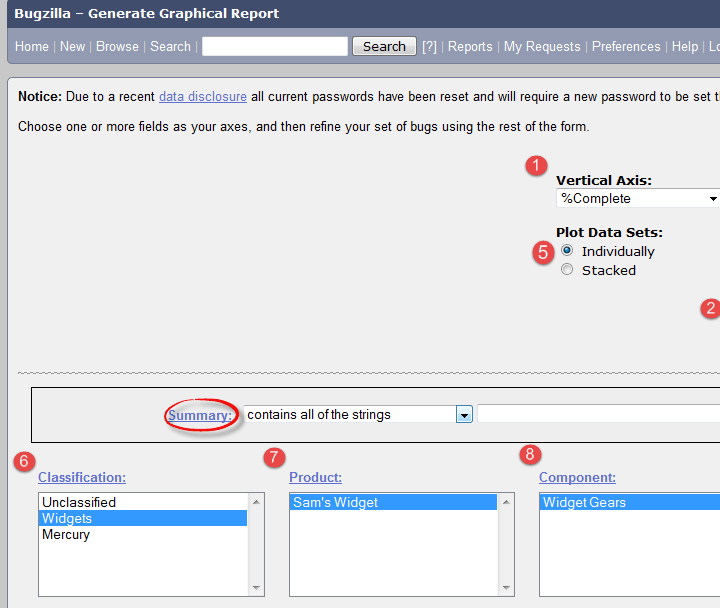 Bugzilla – Generate Graphical Report
Home | New | Browse | Search | Search [?] | Reports | My Requests | Preferences | Help |
Notice: Due to a recent data disclosure all current passwords have been reset and will require a new password to be set
Choose one or more fields as your axes, and then refine your set of bugs using the rest of the form.
1
Vertical Axis:
%Complete
Plot Data Sets:
5 Individually
Stacked
2
Summary: contains all of the strings
6 7 8
Classification: Product: Component:
Unclassified Sam's Widget Widget Gears
Widgets
Mercury